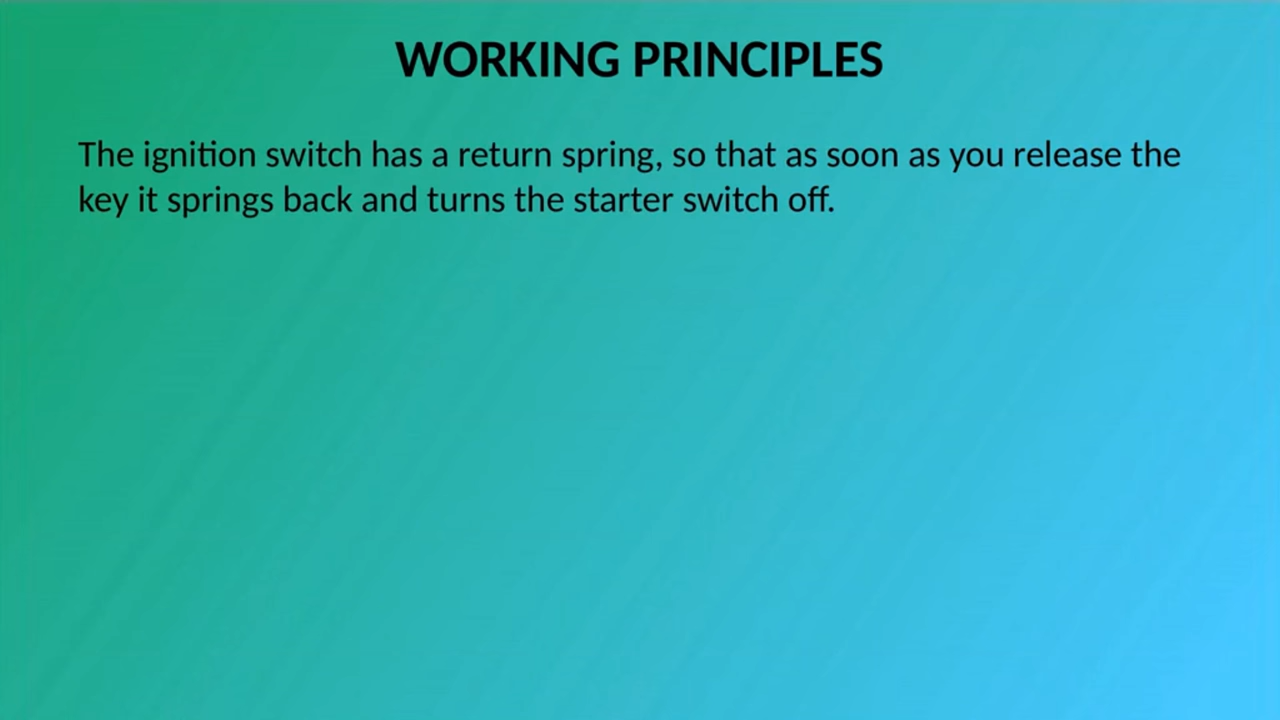 WORKING PRINCIPLES
The ignition switch has a return spring, so that as soon as you release the
key it springs back and turns the starter switch off.